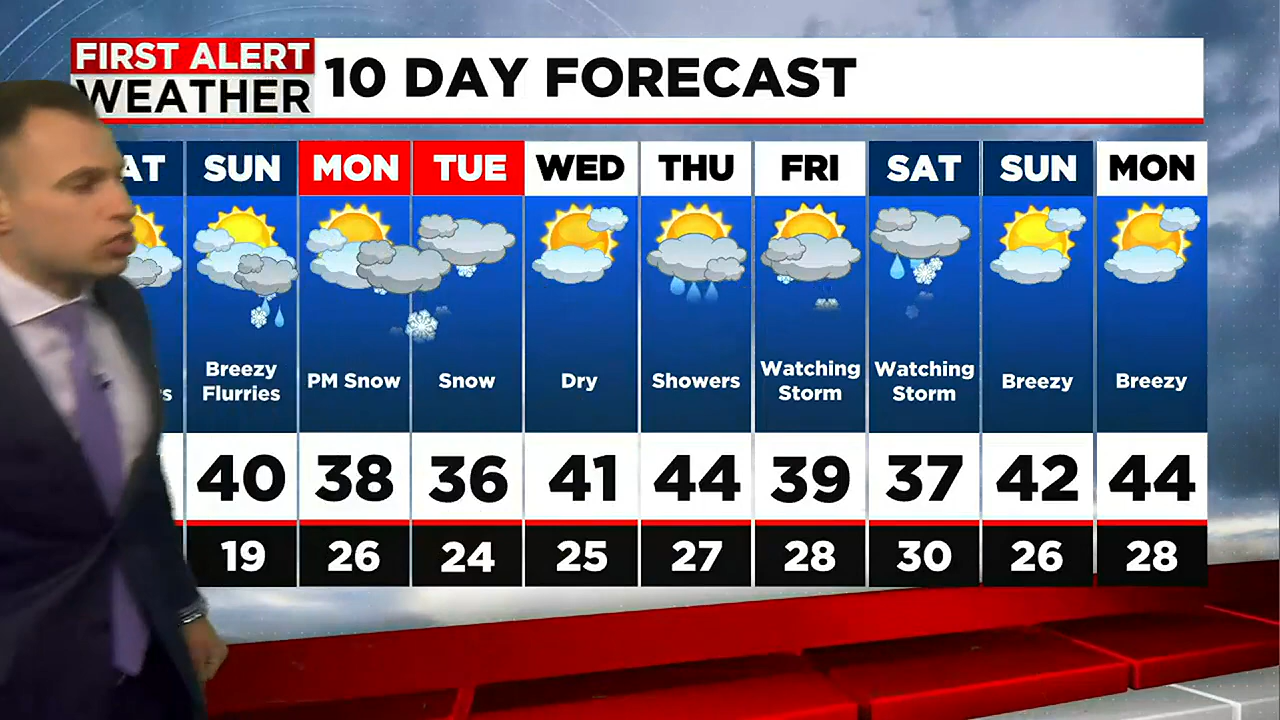 FIRST ALERT
WEATHER
10 DAY FORECAST
AT SUN MON TUE WED THU FRI SAT SUN MON
s
Breezy Flurries
PM Snow
Snow
Dry
Showers
Watching Storm
Watching Storm
Breezy
Breezy
40 38 36 41 44 39 37 42 44
19 26 24 25 27 28 30 26 28